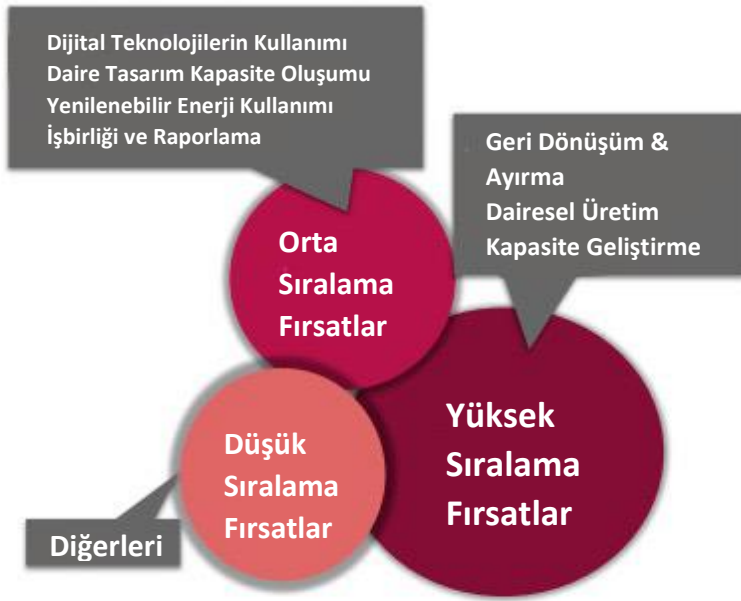 Dijital Teknolojilerin Kullanımı
Daire Tasarım Kapasite Oluşumu
Yenilenebilir Enerji Kullanımı
İşbirliği ve Raporlama
Geri Dönüşüm &
Ayırma
Dairesel Üretim
Kapasite Geliştirme
Orta
Sıralama
Fırsatlar
Yüksek
Sıralama
Fırsatlar
Düşük
Sıralama
Fırsatlar
Diğerleri